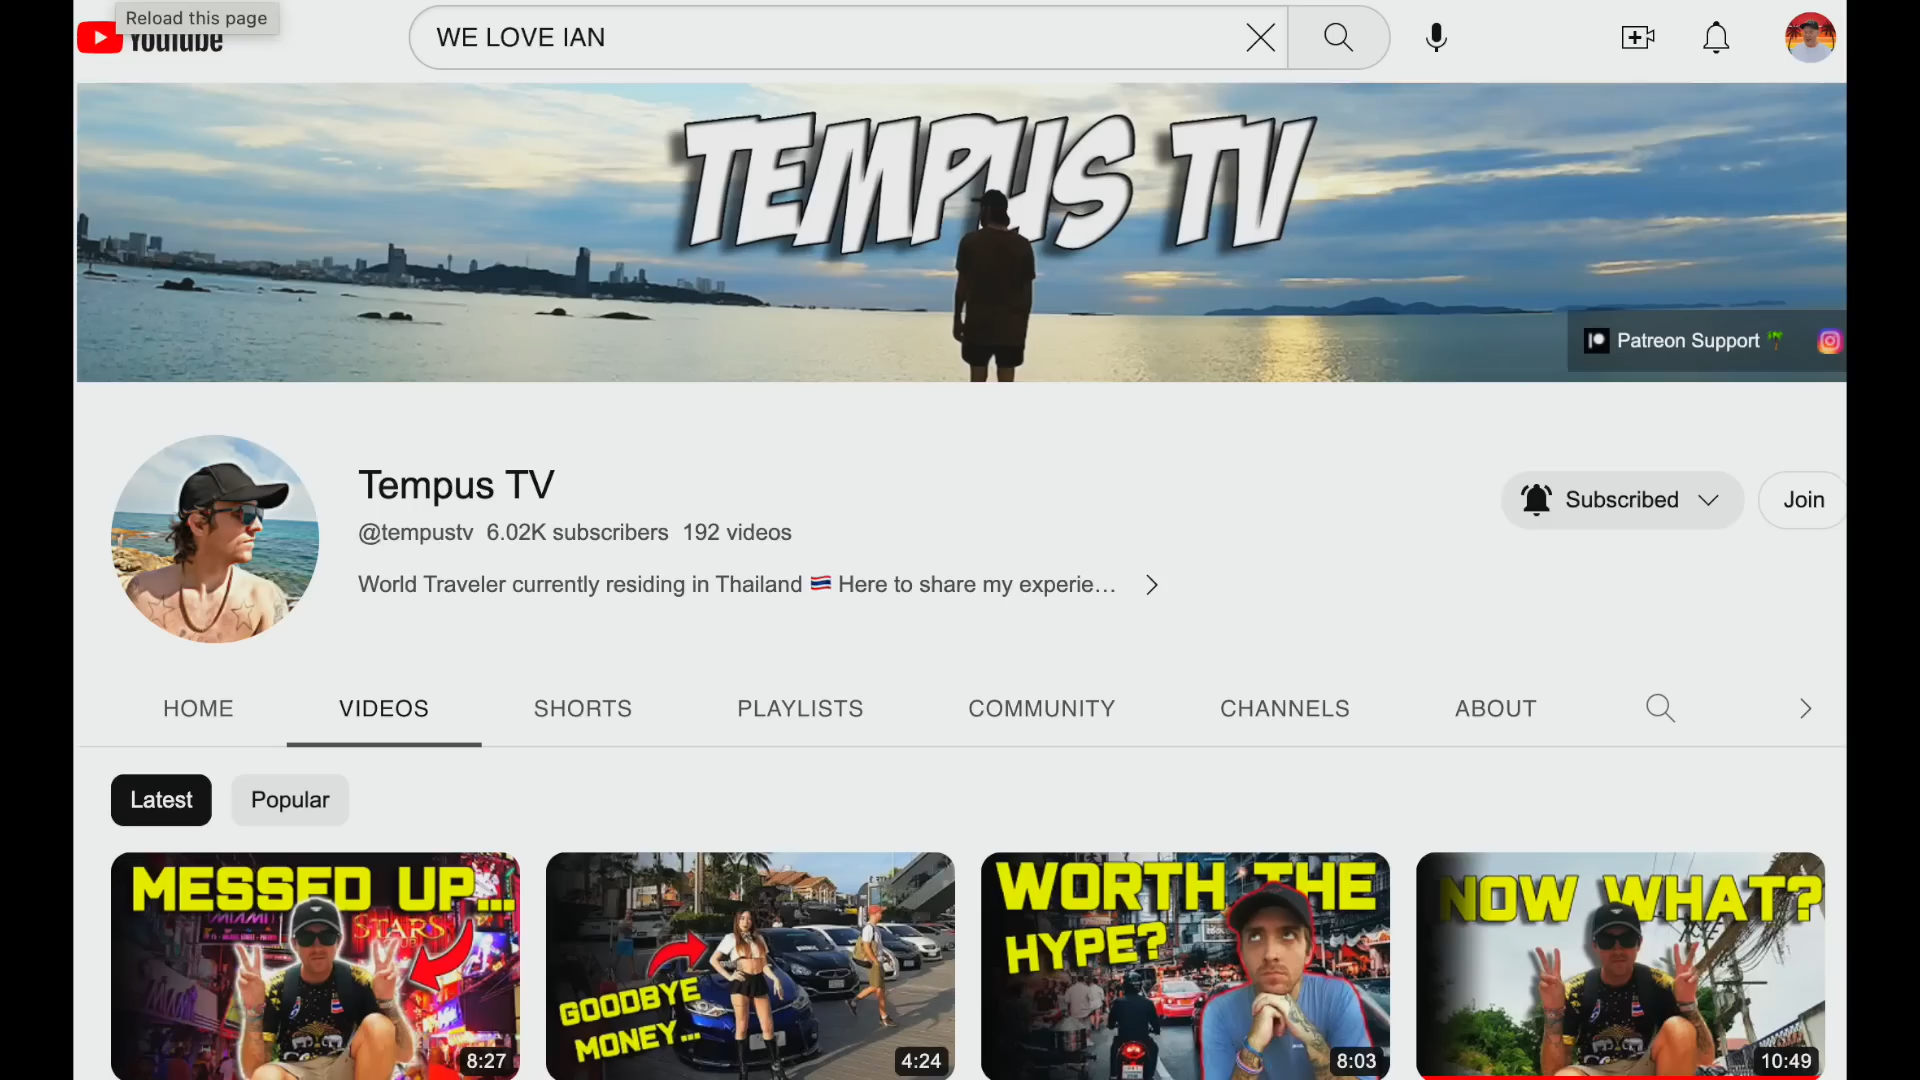 Reload this page
YouTube
WE LOVE IAN
TEMPUS TV
Patreon Support
Tempus TV
@tempustv 6.02K subscribers 192 videos
World Traveler currently residing in Thailand 🇹🇭 Here to share my experie…
Subscribed
Join
HOME
VIDEOS
SHORTS
PLAYLISTS
COMMUNITY
CHANNELS
ABOUT
Latest
Popular
MESSED UP...
MIAMI
STARS
8:27
GOODBYE
MONEY...
4:24
WORTH THE
HYPE?
8:03
NOW WHAT?
10:49